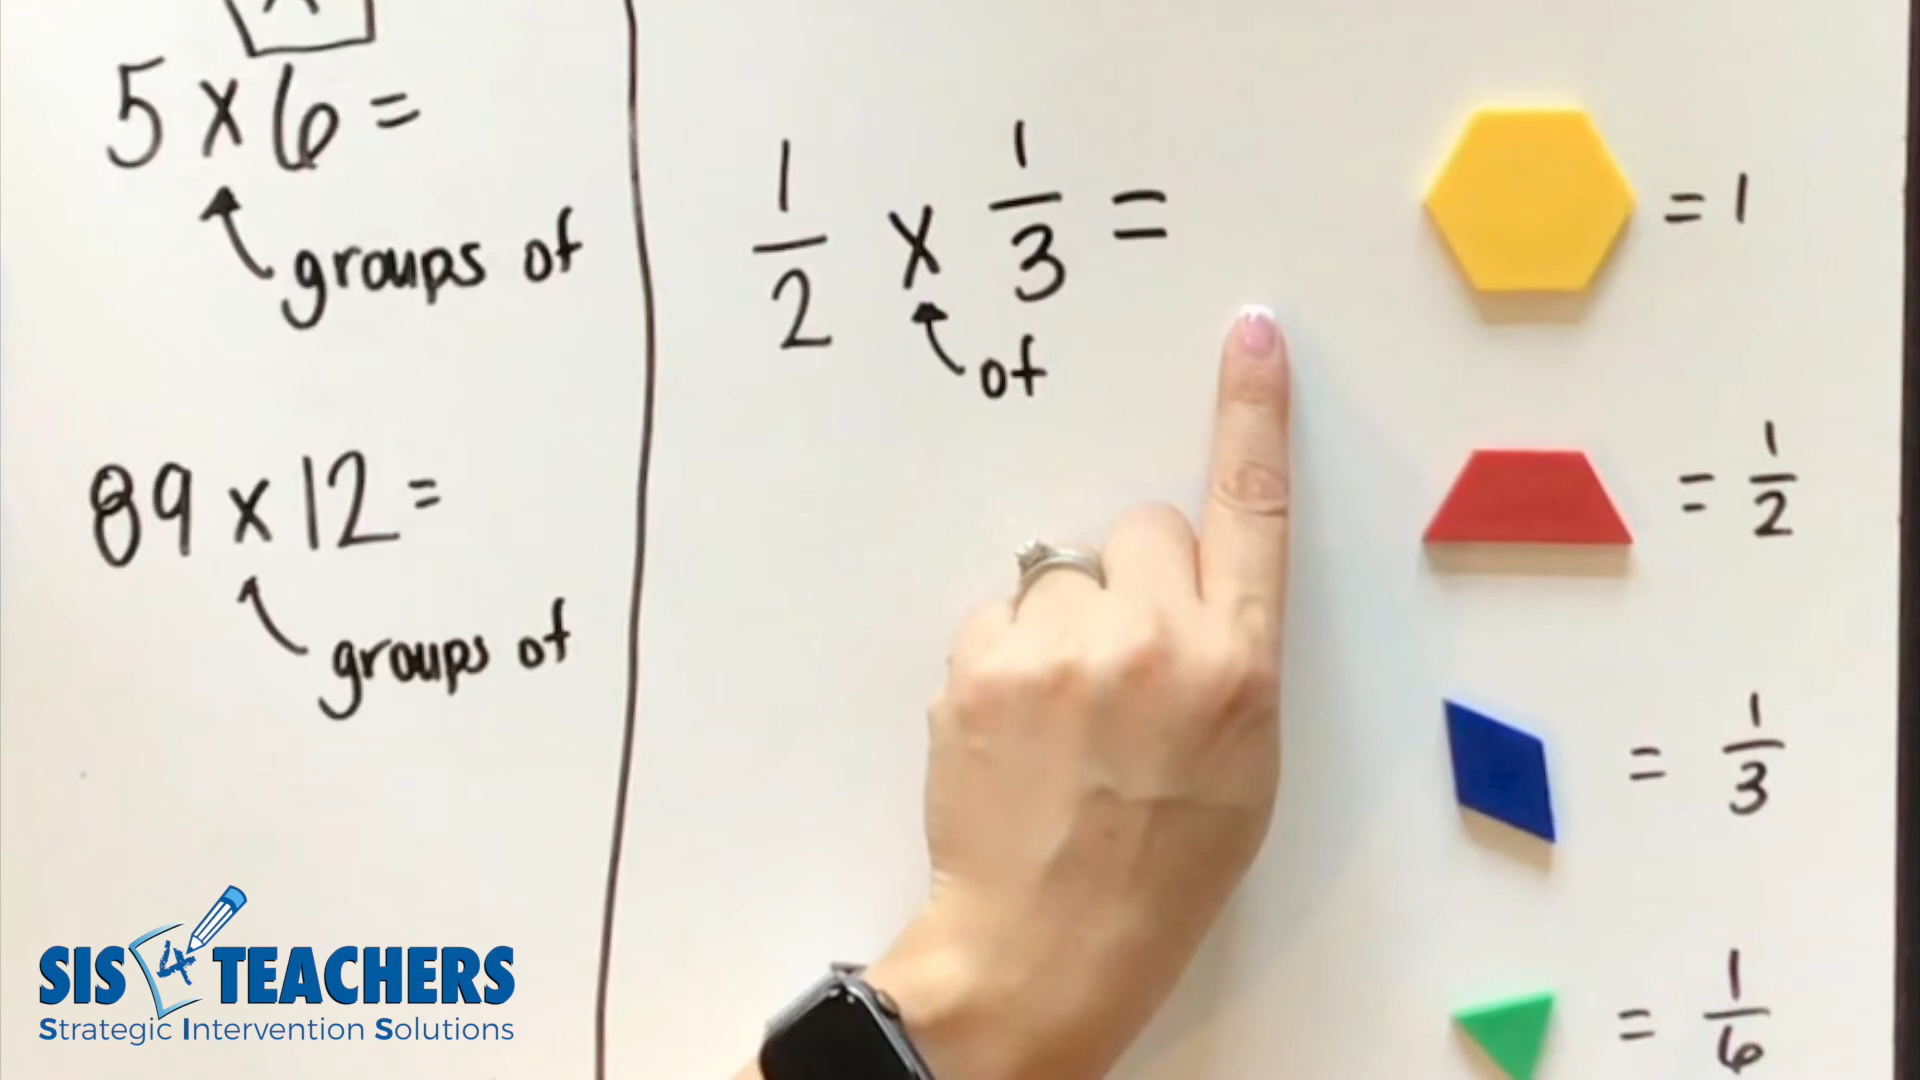 5 x 6 =
groups of
89 x 12 =
groups of
1/2 x 1/3 =
of
= 1
= 1/2
= 1/3
= 1/6
SIS 4 TEACHERS
Strategic Intervention Solutions